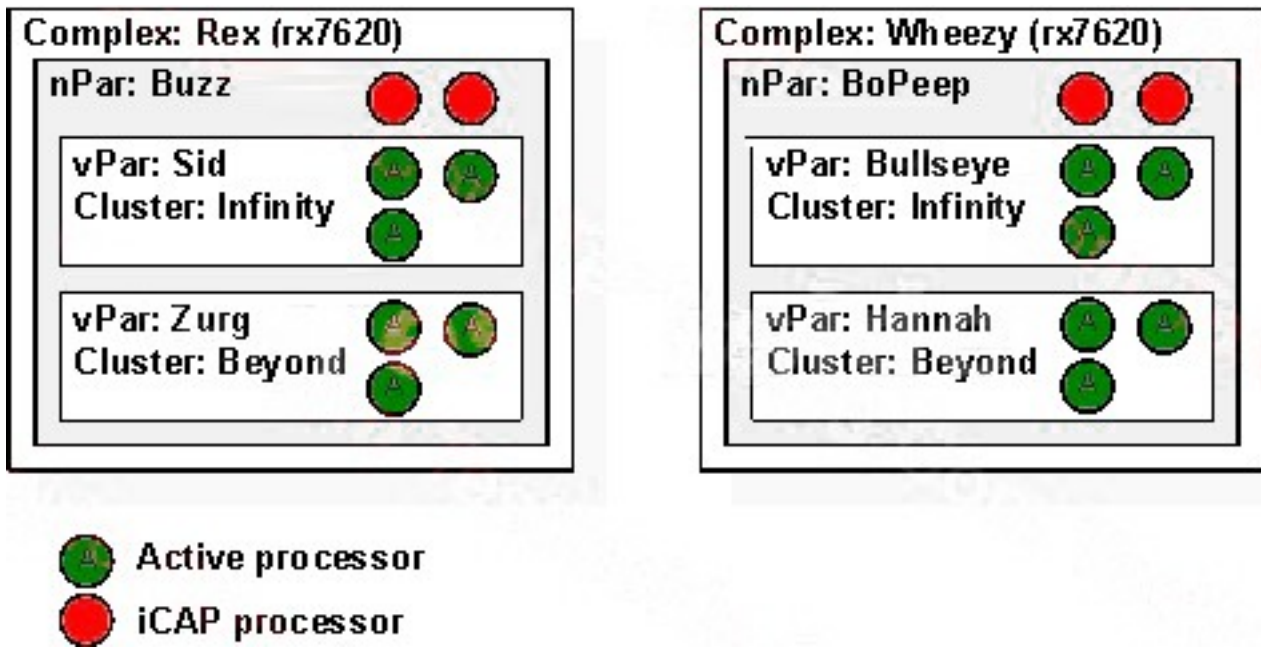 Complex: Rex (rx7620)
nPar: Buzz
vPar: Sid
Cluster: Infinity
vPar: Zurg
Cluster: Beyond
Complex: Wheezy (rx7620)
nPar: BoPeep
vPar: Bullseye
Cluster: Infinity
vPar: Hannah
Cluster: Beyond
Active processor
iCAP processor